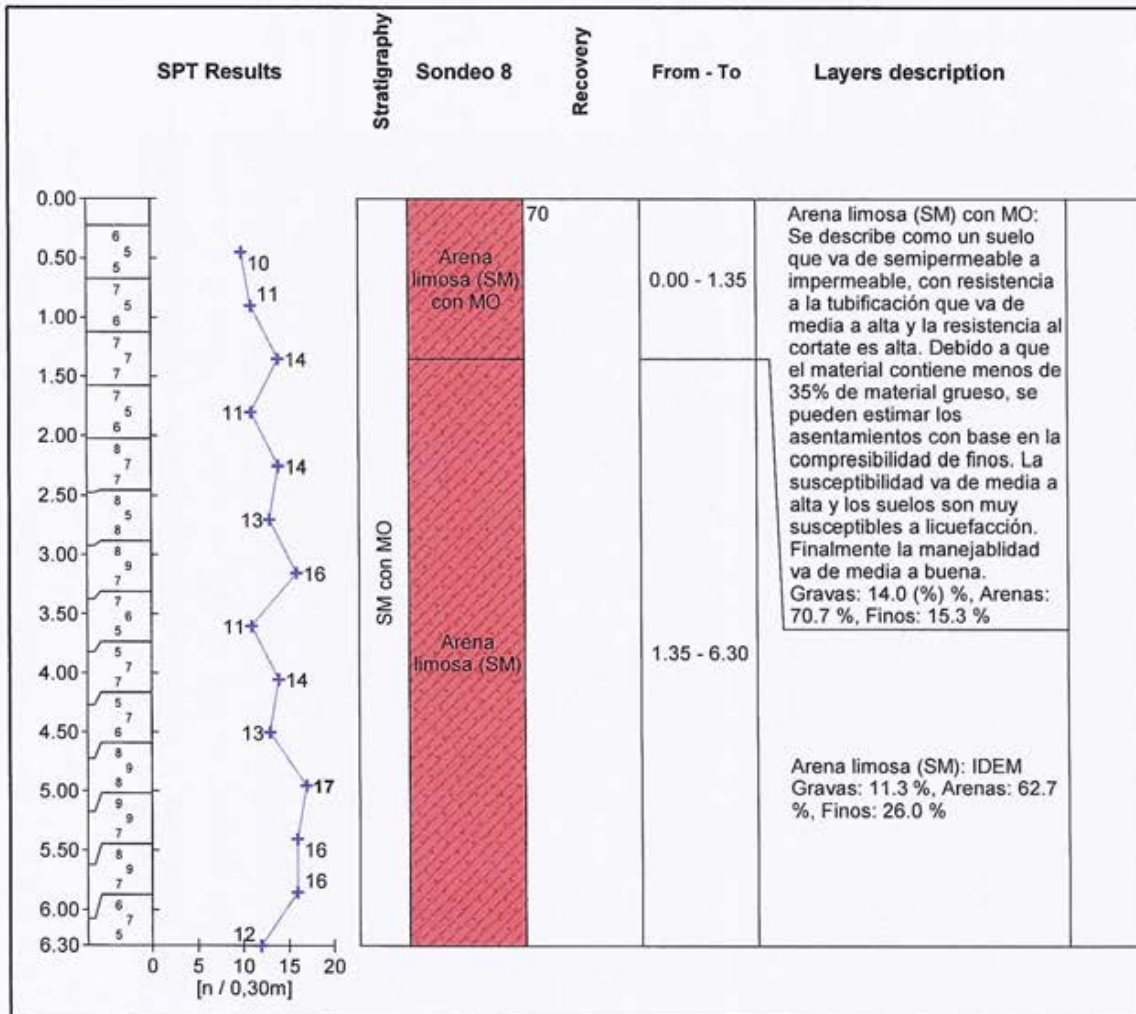 SPT Results
Stratigraphy
Sondeo 8
Recovery
From - To
Layers description
0.00
0.50
1.00
1.50
2.00
2.50
3.00
3.50
4.00
4.50
5.00
5.50
6.00
6.30
6
5
5
7
5
6
7
7
7
7
5
6
8
7
7
8
5
8
8
9
7
7
6
5
5
7
7
5
7
6
8
9
8
9
9
7
8
9
7
6
7
5
10
11
14
11
14
13
16
11
14
13
17
16
16
12
0 5 10 15 20
[n / 0,30m]
SM con MO
Arena
limosa (SM)
con MO
Arena
limosa (SM)
70
0.00 - 1.35
1.35 - 6.30
Arena limosa (SM) con MO:
Se describe como un suelo
que va de semipermeable a
impermeable, con resistencia
a la tubificación que va de
media a alta y la resistencia al
cortate es alta. Debido a que
el material contiene menos de
35% de material grueso, se
pueden estimar los
asentamientos con base en la
compresibilidad de finos. La
susceptibilidad va de media a
alta y los suelos son muy
susceptibles a licuefacción.
Finalmente la manejablidad
va de media a buena.
Gravas: 14.0 (%) %, Arenas:
70.7 %, Finos: 15.3 %
Arena limosa (SM): IDEM
Gravas: 11.3 %, Arenas: 62.7
%, Finos: 26.0 %